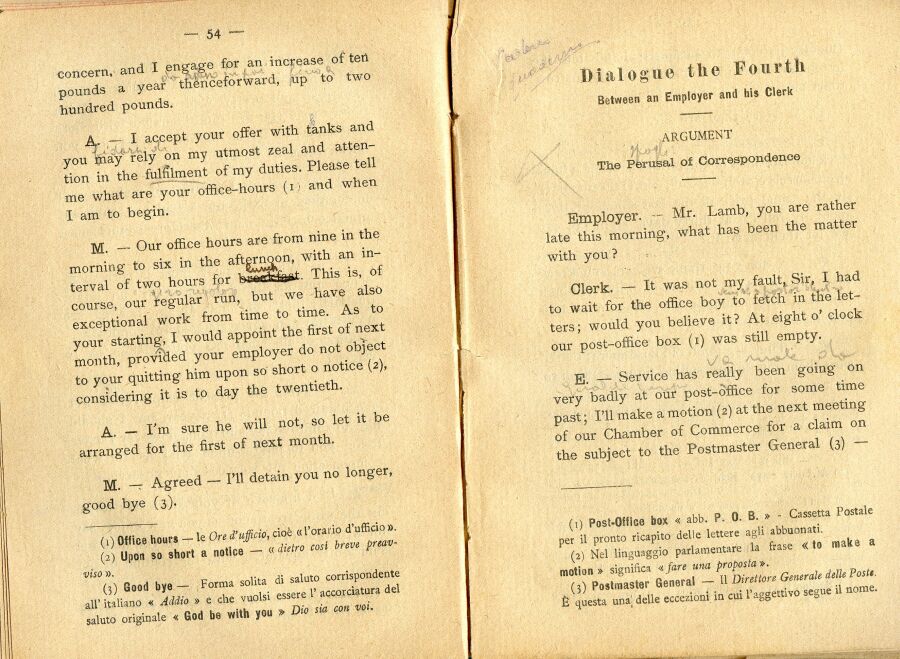 — 54 —
concern, and I engage for an increase of ten
pounds a year thenceforward, up to two
hundred pounds.
A. — I accept your offer with tanks and
you may rely on my utmost zeal and atten-
tion in the fulfilment of my duties. Please tell
me what are your office-hours (1) and when
I am to begin.
M. — Our office hours are from nine in the
morning to six in the afternoon, with an in-
lunch
terval of two hours for breakfast. This is, of
course, our regular run, but we have also
exceptional work from time to time. As to
your starting, I would appoint the first of next
month, provided your employer do not object
to your quitting him upon so short o notice (2),
considering it is to day the twentieth.
A. — I'm sure he will not, so let it be
arranged for the first of next month.
M. — Agreed — I'll detain you no longer,
good bye (3).
(1) Office hours — le Ore d'ufficio, cioè «l'orario d'ufficio».
(2) Upon so short a notice — « dietro così breve preav-
viso ».
(3) Good bye — Forma solita di saluto corrispondente
all'italiano « Addio » e che vuolsi essere l'accorciatura del
saluto originale « God be with you » Dio sia con voi.
Dialogue the Fourth
Between an Employer and his Clerk
ARGUMENT
The Perusal of Correspondence
Employer. — Mr. Lamb, you are rather
late this morning, what has been the matter
with you?
Clerk. — It was not my fault, Sir, I had
to wait for the office boy to fetch in the let-
ters; would you believe it? At eight o' clock
our post-office box (1) was still empty.
E. — Service has really been going on
very badly at our post-office for some time
past; I'll make a motion (2) at the next meeting
of our Chamber of Commerce for a claim on
the subject to the Postmaster General (3) —
(1) Post-Office box « abb. P. O. B. » - Cassetta Postale
per il pronto ricapito delle lettere agli abbuonati.
(2) Nel linguaggio parlamentare la frase « to make a
motion » significa « fare una proposta ».
(3) Postmaster General — Il Direttore Generale delle Poste.
È questa una delle eccezioni in cui l'aggettivo segue il nome.